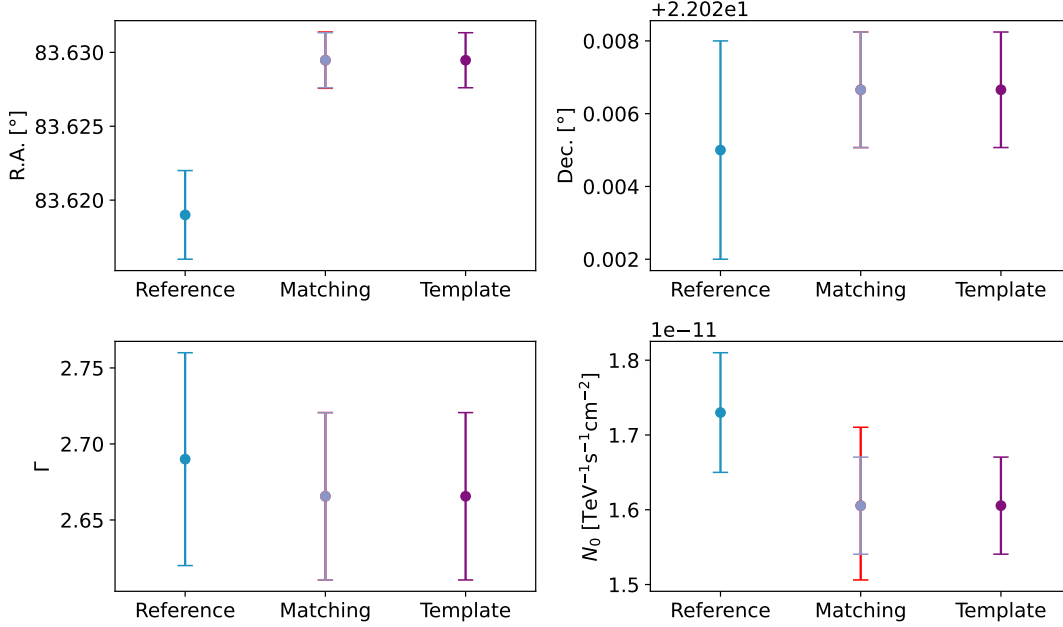 R.A. [°]
83.630
83.625
83.620
Reference Matching Template
+2.202e1
Dec. [°]
0.008
0.006
0.004
0.002
Reference Matching Template
Γ
2.75
2.70
2.65
Reference Matching Template
1e−11
N₀ [TeV⁻¹s⁻¹cm⁻²]
1.8
1.7
1.6
1.5
Reference Matching Template